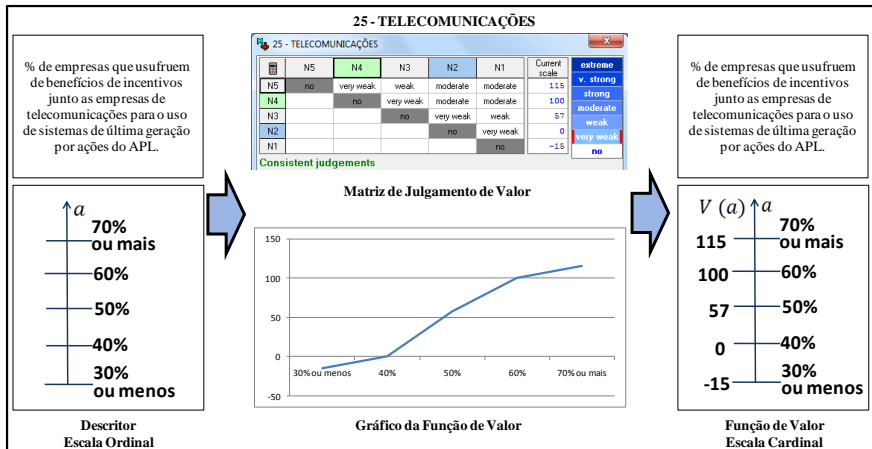 25 - TELECOMUNICAÇÕES
% de empresas que usufruem
de benefícios de incentivos
junto as empresas de
telecomunicações para o uso
de sistemas de última geração
por ações do APL.
a
70%
ou mais
60%
50%
40%
30%
ou menos
Descritor
Escala Ordinal
25 - TELECOMUNICAÇÕES
N5 N4 N3 N2 N1 Current scale
N5 no very weak weak moderate moderate 115
N4 no very weak moderate moderate 100
N3 no very weak weak 57
N2 no very weak 0
N1 no -15
extreme
v. strong
strong
moderate
weak
very weak
no
Consistent judgements
Matriz de Julgamento de Valor
150
100
50
0
-50
30% ou menos 40% 50% 60% 70% ou mais
Gráfico da Função de Valor
% de empresas que usufruem
de benefícios de incentivos
junto as empresas de
telecomunicações para o uso
de sistemas de última geração
por ações do APL.
V (a) a
115 70%
ou mais
100 60%
57 50%
0 40%
-15 30%
ou menos
Função de Valor
Escala Cardinal